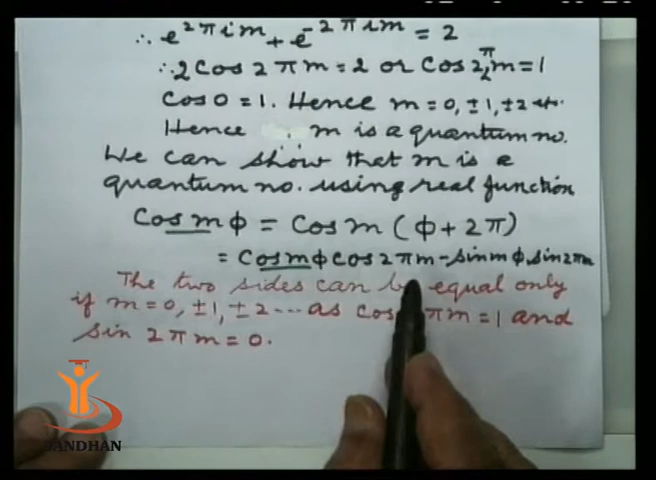 ∴ e^2πim + e^-2πim = 2
∴ 2 Cos 2πm = 2 or Cos 2πm = 1
Cos 0 = 1. Hence m = 0, ±1, ±2 etc.
Hence m is a quantum no.
We can show that m is a
quantum no. using real function
Cos mφ = Cos m (φ + 2π)
= Cos mφ cos 2πm - sin mφ sin 2πm
The two sides can be equal only
if m = 0, ±1, ±2 --- as cos πm = 1 and
sin 2πm = 0.
SANDHAN